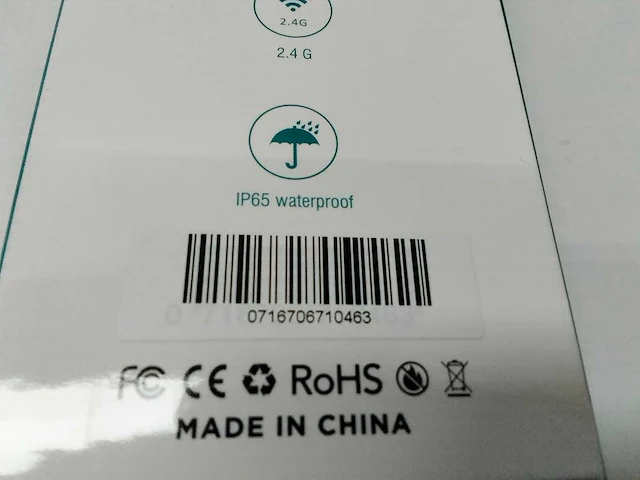 2.4G
2.4 G
IP65 waterproof
0716706710463
FC CE RoHS
MADE IN CHINA